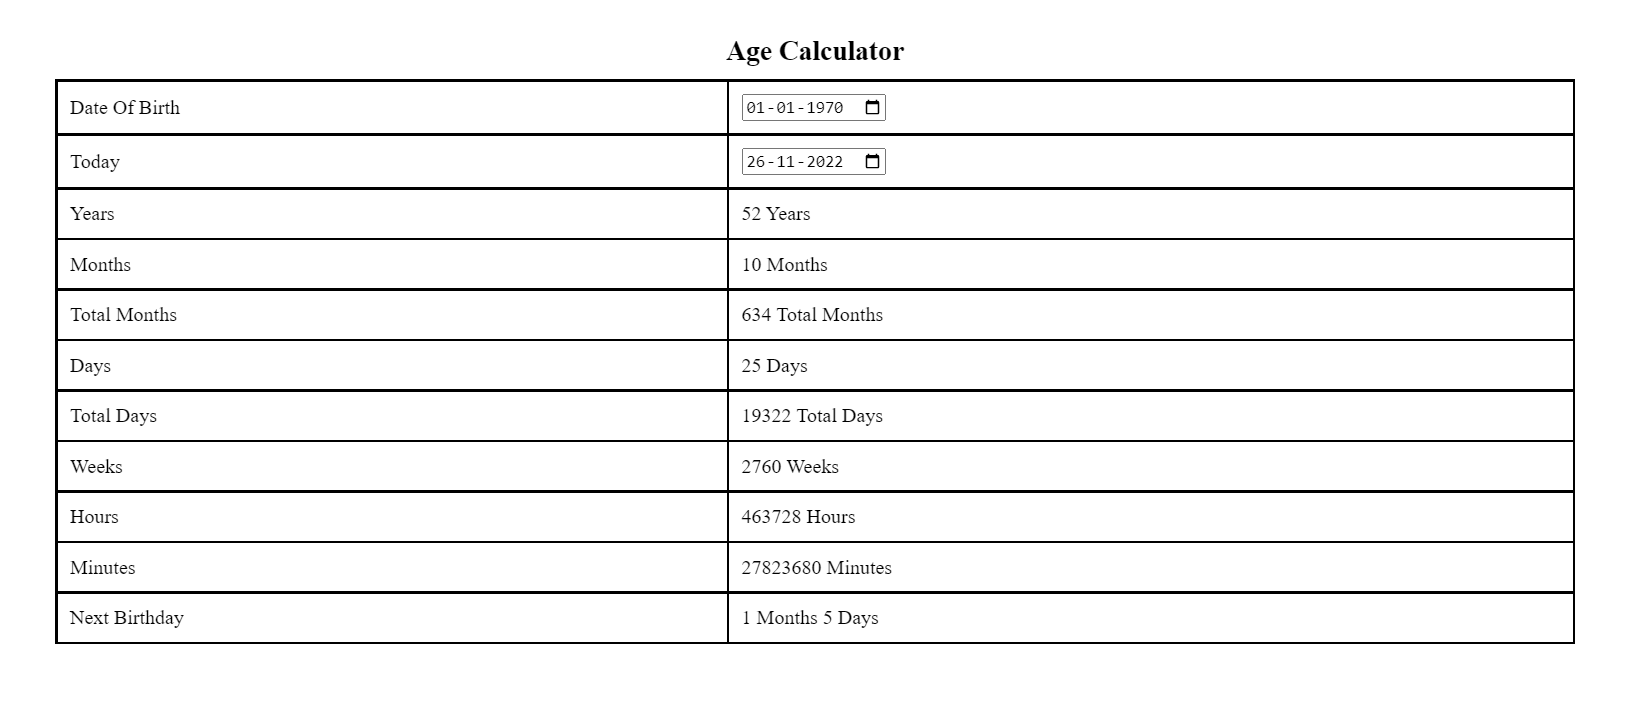 Age Calculator
Date Of Birth 01-01-1970
Today 26-11-2022
Years 52 Years
Months 10 Months
Total Months 634 Total Months
Days 25 Days
Total Days 19322 Total Days
Weeks 2760 Weeks
Hours 463728 Hours
Minutes 27823680 Minutes
Next Birthday 1 Months 5 Days